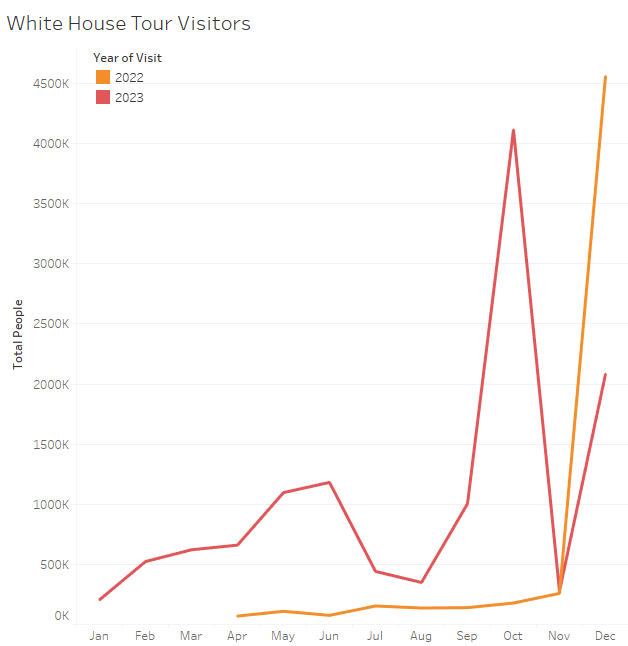 White House Tour Visitors
Year of Visit
2022
2023
4500K
4000K
3500K
3000K
2500K
2000K
1500K
1000K
500K
0K
Total People
Jan Feb Mar Apr May Jun Jul Aug Sep Oct Nov Dec